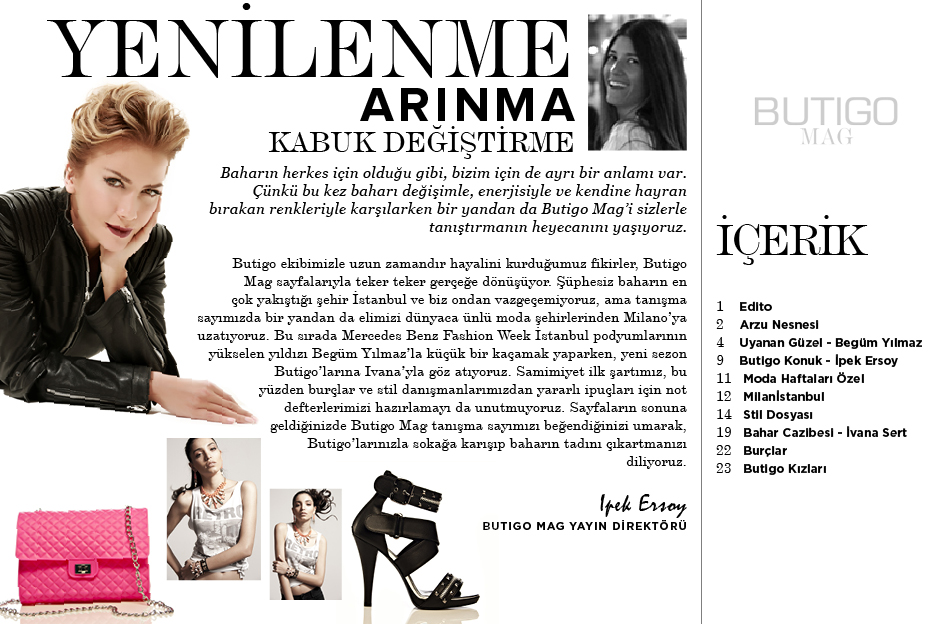 YENİLENME
ARINMA
KABUK DEĞİŞTİRME
Baharın herkes için olduğu gibi, bizim için de ayrı bir anlamı var.
Çünkü bu kez baharı değişimle, enerjisiyle ve kendine hayran
bırakan renkleriyle karşılarken bir yandan da Butigo Mag'i sizlerle
tanıştırmanın heyecanını yaşıyoruz.
Butigo ekibimizle uzun zamandır hayalini kurduğumuz fikirler, Butigo
Mag sayfalarıyla teker teker gerçeğe dönüşüyor. Şüphesiz baharın en
çok yakıştığı şehir İstanbul ve biz ondan vazgeçemiyoruz, ama tanışma
sayımızda bir yandan da elimizi dünyaca ünlü moda şehirlerinden Milano'ya
uzatıyoruz. Bu sırada Mercedes Benz Fashion Week İstanbul podyumlarının
yükselen yıldızı Begüm Yılmaz'la küçük bir kaçamak yaparken, yeni sezon
Butigo'larına Ivana'yla göz atıyoruz. Samimiyet ilk şartımız, bu
yüzden burçlar ve stil danışmanlarımızdan yararlı ipuçları için not
defterlerimizi hazırlamayı da unutmuyoruz. Sayfaların sonuna
geldiğinizde Butigo Mag tanışma sayımızı beğendiğinizi umarak,
Butigo'larınızla sokağa karışıp baharın tadını çıkartmanızı
diliyoruz.
Ipek Ersoy
BUTIGO MAG YAYIN DİREKTÖRÜ
RETRO
RETRO
BUTIGO
MAG
İÇERİK
1 Edito
2 Arzu Nesnesi
4 Uyanan Güzel - Begüm Yılmaz
9 Butigo Konuk - İpek Ersoy
11 Moda Haftaları Özel
12 Milanİstanbul
14 Stil Dosyası
19 Bahar Cazibesi - İvana Sert
22 Burçlar
23 Butigo Kızları